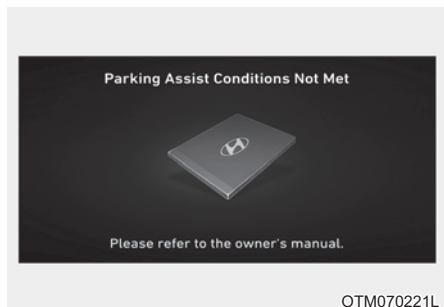 Parking Assist Conditions Not Met
Please refer to the owner's manual.
OTM070221L